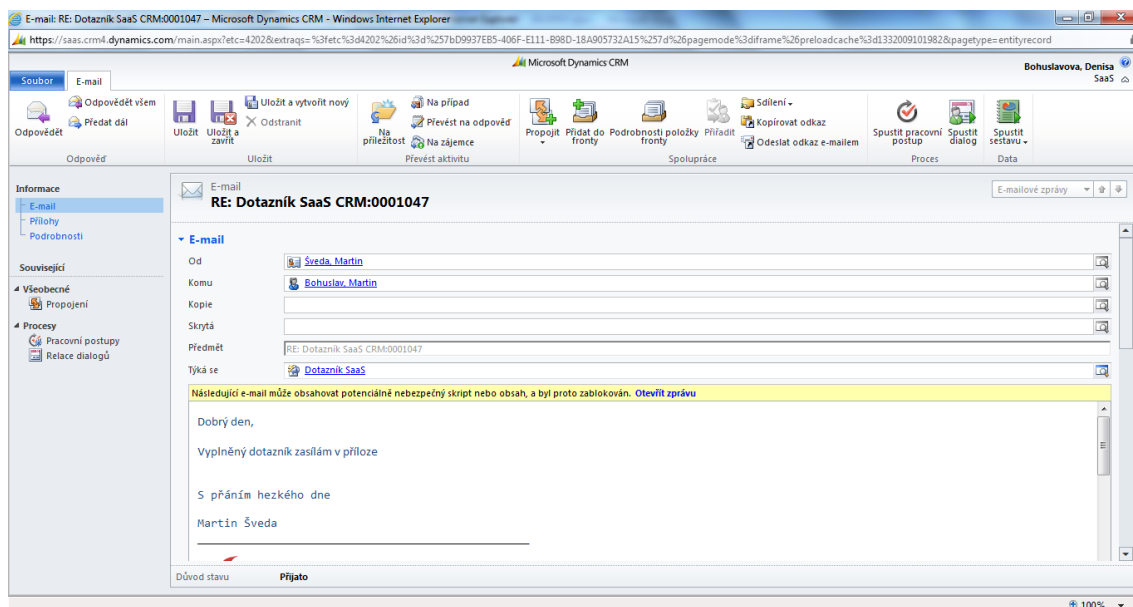 E-mail: RE: Dotazník SaaS CRM:0001047 – Microsoft Dynamics CRM - Windows Internet Explorer
https://saas.crm4.dynamics.com/main.aspx?etc=4202&extraqs=%3fetc%3d4202%26id%3d%257bD9937EB5-406F-E111-B98D-18A905732A15%257d%26pagemode%3diframe%26preloadcache%3d1332009101982&pagetype=entityrecord
Microsoft Dynamics CRM
Bohuslavova, Denisa
SaaS
Soubor E-mail
Odpovědět
Odpovědět všem
Předat dál
Odpověď
Uložit
Uložit a zavřít
Uložit a vytvořit nový
Odstranit
Uložit
Na příležitost
Na případ
Převést na odpověď
Na zájemce
Převést aktivitu
Propojit
Přidat do fronty
Podrobnosti položky fronty
Přiřadit
Sdílení
Kopírovat odkaz
Odeslat odkaz e-mailem
Spolupráce
Spustit pracovní postup
Spustit dialog
Proces
Spustit sestavu
Data
Informace
E-mail
Přílohy
Podrobnosti
Související
Všeobecné
Propojení
Procesy
Pracovní postupy
Relace dialogů
E-mail
RE: Dotazník SaaS CRM:0001047
E-mailové zprávy
E-mail
Od Šveda, Martin
Komu Bohuslav, Martin
Kopie
Skrytá
Předmět RE: Dotazník SaaS CRM:0001047
Týká se Dotazník SaaS
Následující e-mail může obsahovat potenciálně nebezpečný skript nebo obsah, a byl proto zablokován. Otevřít zprávu
Dobrý den,
Vyplněný dotazník zasílám v příloze
S přáním hezkého dne
Martin Šveda
Důvod stavu Přijato
100%